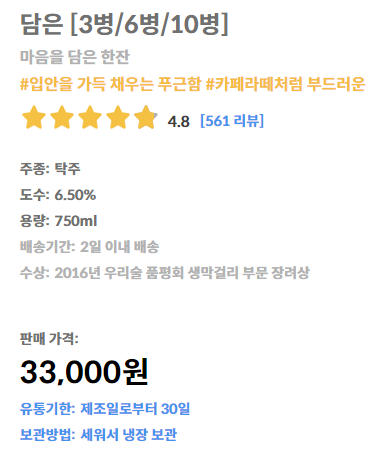 담은 [3병/6병/10병]
마음을 담은 한잔
#입안을 가득 채우는 푸근함 #카페라떼처럼 부드러운
4.8 [561 리뷰]
주종: 탁주
도수: 6.50%
용량: 750ml
배송기간: 2일 이내 배송
수상: 2016년 우리술 품평회 생막걸리 부문 장려상
판매 가격:
33,000원
유통기한: 제조일로부터 30일
보관방법: 세워서 냉장 보관